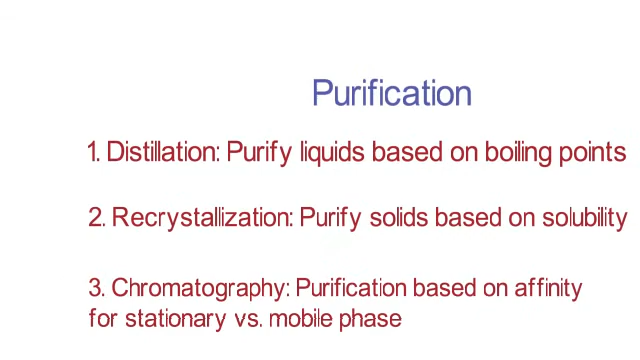 Purification
1. Distillation: Purify liquids based on boiling points
2. Recrystallization: Purify solids based on solubility
3. Chromatography: Purification based on affinity
for stationary vs. mobile phase